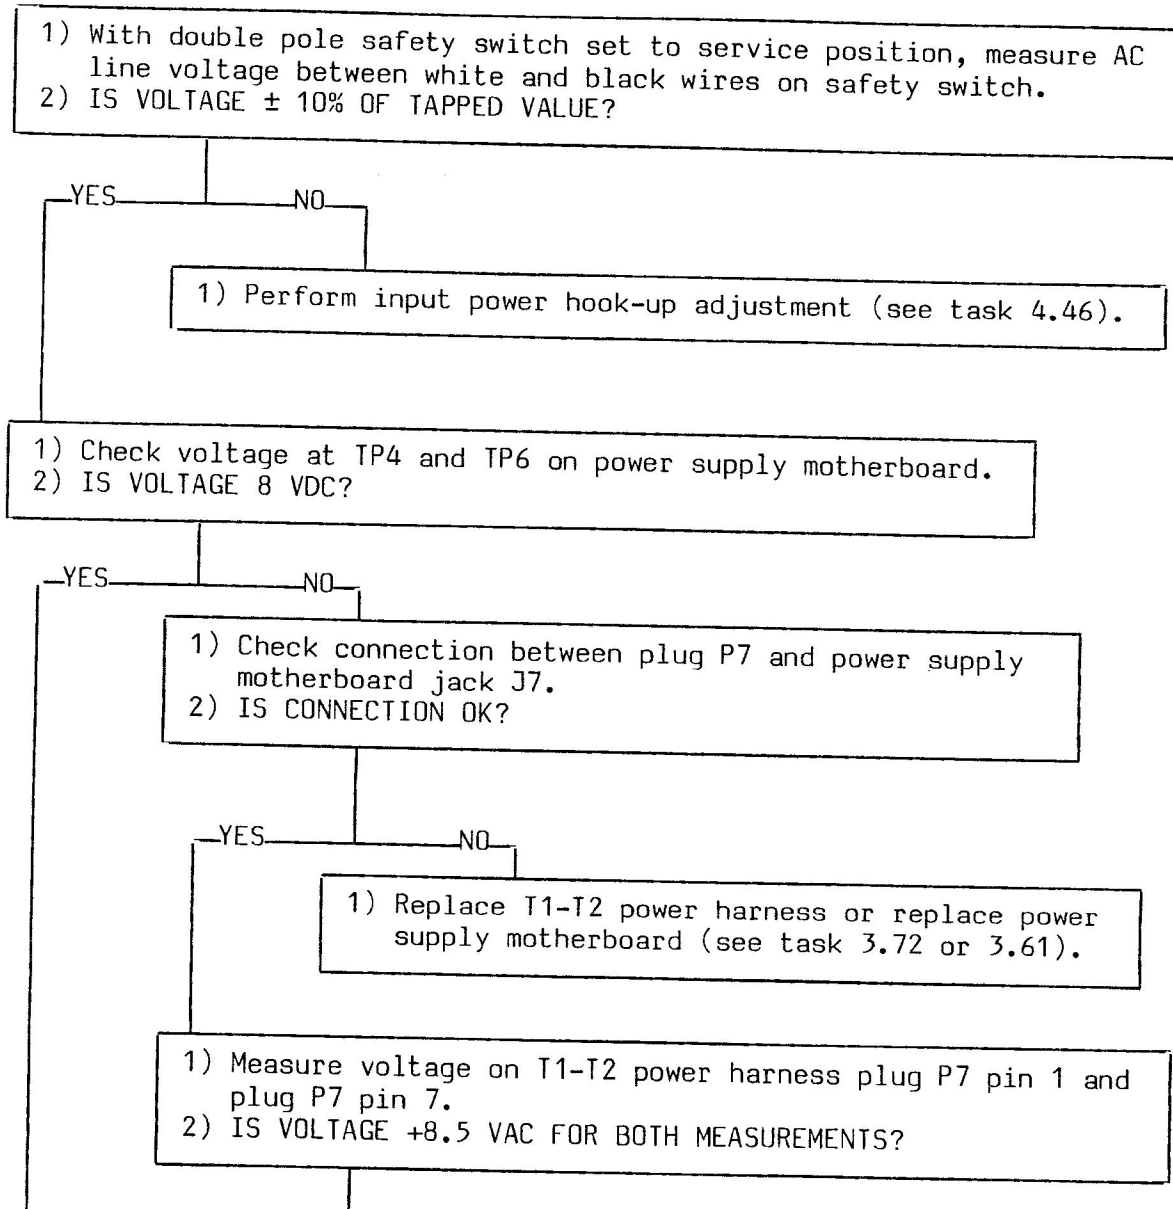 1) With double pole safety switch set to service position, measure AC
line voltage between white and black wires on safety switch.
2) IS VOLTAGE ± 10% OF TAPPED VALUE?
YES NO
1) Perform input power hook-up adjustment (see task 4.46).
1) Check voltage at TP4 and TP6 on power supply motherboard.
2) IS VOLTAGE 8 VDC?
YES NO
1) Check connection between plug P7 and power supply
motherboard jack J7.
2) IS CONNECTION OK?
YES NO
1) Replace T1-T2 power harness or replace power
supply motherboard (see task 3.72 or 3.61).
1) Measure voltage on T1-T2 power harness plug P7 pin 1 and
plug P7 pin 7.
2) IS VOLTAGE +8.5 VAC FOR BOTH MEASUREMENTS?